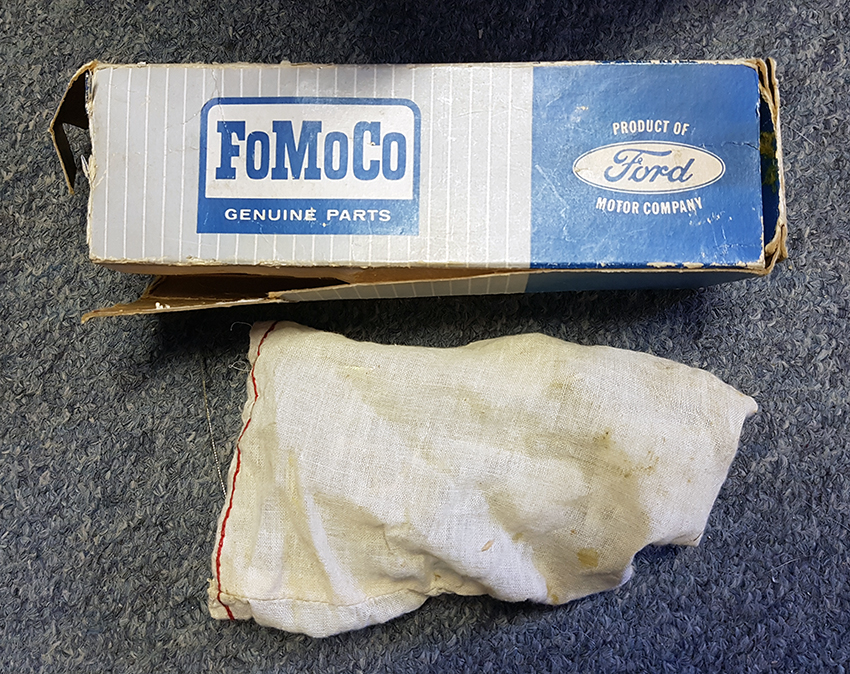 FoMoCo
GENUINE PARTS
PRODUCT OF
Ford
MOTOR COMPANY